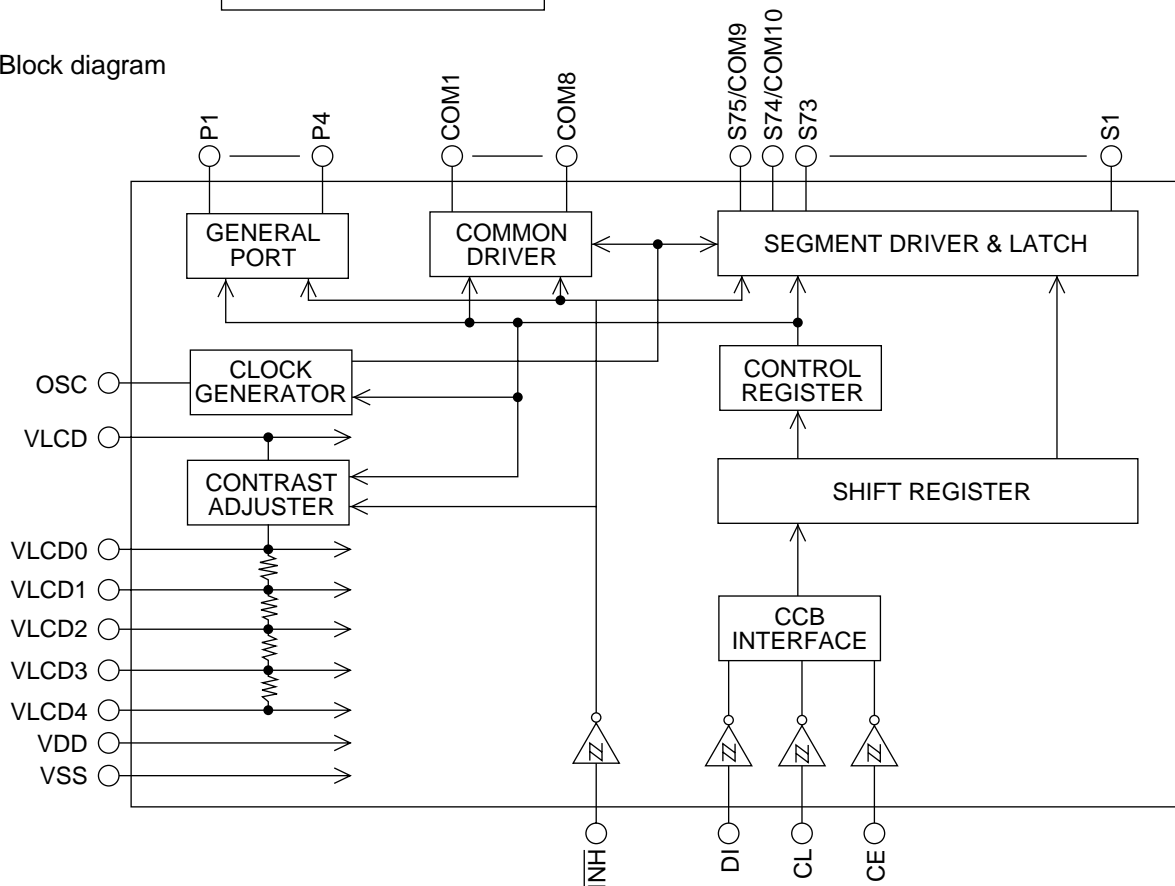 Block diagram
P1
P4
COM1
COM8
S75/COM9
S74/COM10
S73
S1
GENERAL
PORT
COMMON
DRIVER
SEGMENT DRIVER & LATCH
OSC
CLOCK
GENERATOR
CONTROL
REGISTER
VLCD
CONTRAST
ADJUSTER
SHIFT REGISTER
VLCD0
VLCD1
VLCD2
VLCD3
VLCD4
VDD
VSS
CCB
INTERFACE
INH
DI
CL
CE